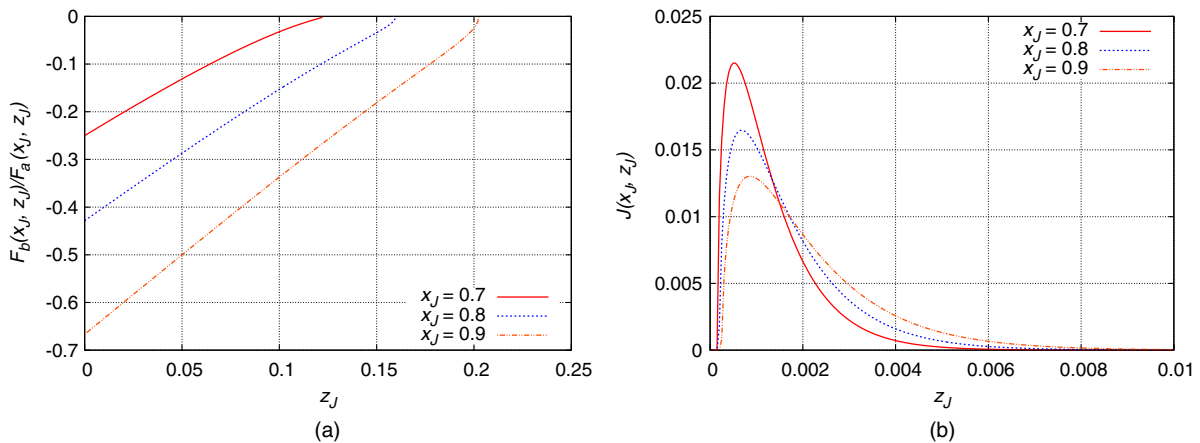 0
-0.1
-0.2
-0.3
-0.4
-0.5
-0.6
-0.7
F_b(x_J, z_J)/F_a(x_J, z_J)
x_J = 0.7
x_J = 0.8
x_J = 0.9
0 0.05 0.1 0.15 0.2 0.25
z_J
(a)
0.025
0.02
0.015
0.01
0.005
0
J(x_J, z_J)
x_J = 0.7
x_J = 0.8
x_J = 0.9
0 0.002 0.004 0.006 0.008 0.01
z_J
(b)